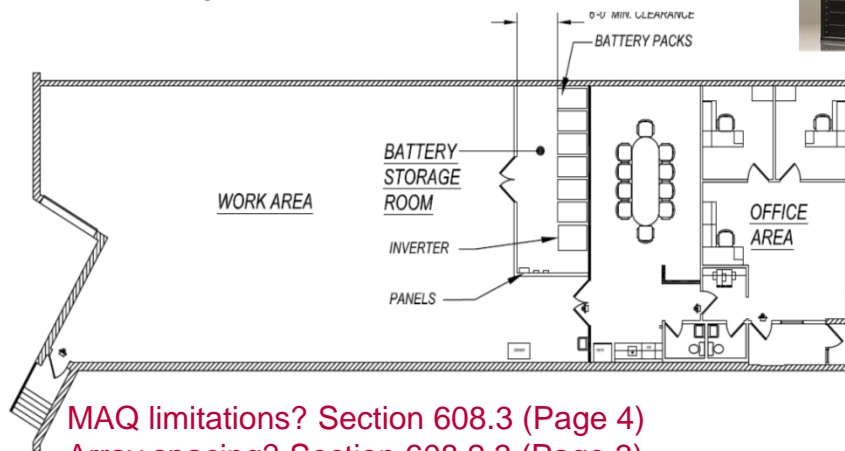 6'-0" MIN. CLEARANCE
BATTERY PACKS
BATTERY
STORAGE
ROOM
WORK AREA
OFFICE
AREA
INVERTER
PANELS
MAQ limitations? Section 608.3 (Page 4)